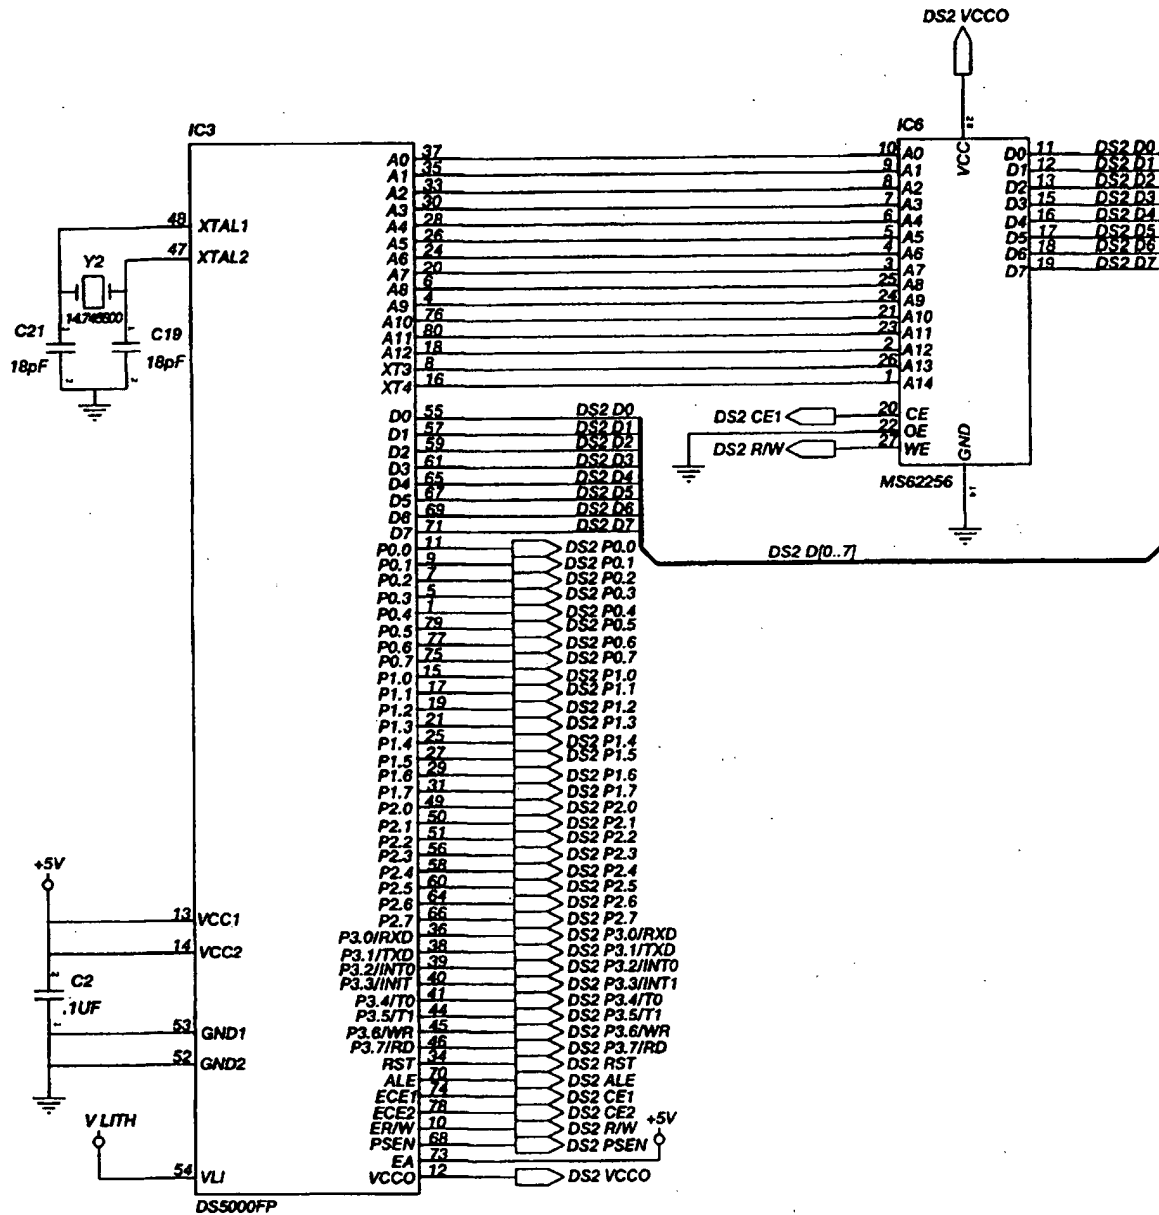 DS2 VCCO
IC3
IC6
XTAL1 48
XTAL2 47
Y2
C21
18pF
C19
18pF
A0 37
A1 35
A2 33
A3 30
A4 28
A5 26
A6 24
A7 20
A8 6
A9 4
A10 76
A11 80
A12 18
XT3 8
XT4 16
10 A0
9 A1
8 A2
7 A3
6 A4
5 A5
4 A6
3 A7
25 A8
24 A9
21 A10
23 A11
2 A12
26 A13
1 A14
VCC
D0 11 DS2 D0
D1 12 DS2 D1
D2 13 DS2 D2
D3 15 DS2 D3
D4 16 DS2 D4
D5 17 DS2 D5
D6 18 DS2 D6
D7 19 DS2 D7
DS2 CE1 20 CE
22 OE
DS2 R/W 27 WE
GND
MS62256
D0 55 DS2 D0
D1 57 DS2 D1
D2 59 DS2 D2
D3 61 DS2 D3
D4 65 DS2 D4
D5 67 DS2 D5
D6 69 DS2 D6
D7 71 DS2 D7
DS2 D[0..7]
P0.0 11 DS2 P0.0
P0.1 9 DS2 P0.1
P0.2 7 DS2 P0.2
P0.3 5 DS2 P0.3
P0.4 1 DS2 P0.4
P0.5 79 DS2 P0.5
P0.6 77 DS2 P0.6
P0.7 75 DS2 P0.7
P1.0 15 DS2 P1.0
P1.1 17 DS2 P1.1
P1.2 19 DS2 P1.2
P1.3 21 DS2 P1.3
P1.4 25 DS2 P1.4
P1.5 27 DS2 P1.5
P1.6 29 DS2 P1.6
P1.7 31 DS2 P1.7
P2.0 49 DS2 P2.0
P2.1 50 DS2 P2.1
P2.2 51 DS2 P2.2
P2.3 56 DS2 P2.3
P2.4 58 DS2 P2.4
P2.5 60 DS2 P2.5
P2.6 64 DS2 P2.6
P2.7 66 DS2 P2.7
P3.0/RXD 36 DS2 P3.0/RXD
P3.1/TXD 38 DS2 P3.1/TXD
P3.2/INT0 39 DS2 P3.2/INT0
P3.3/INIT 40 DS2 P3.3/INT1
P3.4/T0 41 DS2 P3.4/T0
P3.5/T1 44 DS2 P3.5/T1
P3.6/WR 45 DS2 P3.6/WR
P3.7/RD 46 DS2 P3.7/RD
RST 34 DS2 RST
ALE 70 DS2 ALE
ECE1 74 DS2 CE1
ECE2 78 DS2 CE2
ER/W 10 DS2 R/W
PSEN 68 DS2 PSEN
EA 73 +5V
VCCO 12 DS2 VCCO
+5V
13 VCC1
14 VCC2
C2
.1UF
53 GND1
52 GND2
V LITH
54 VLI
DS5000FP